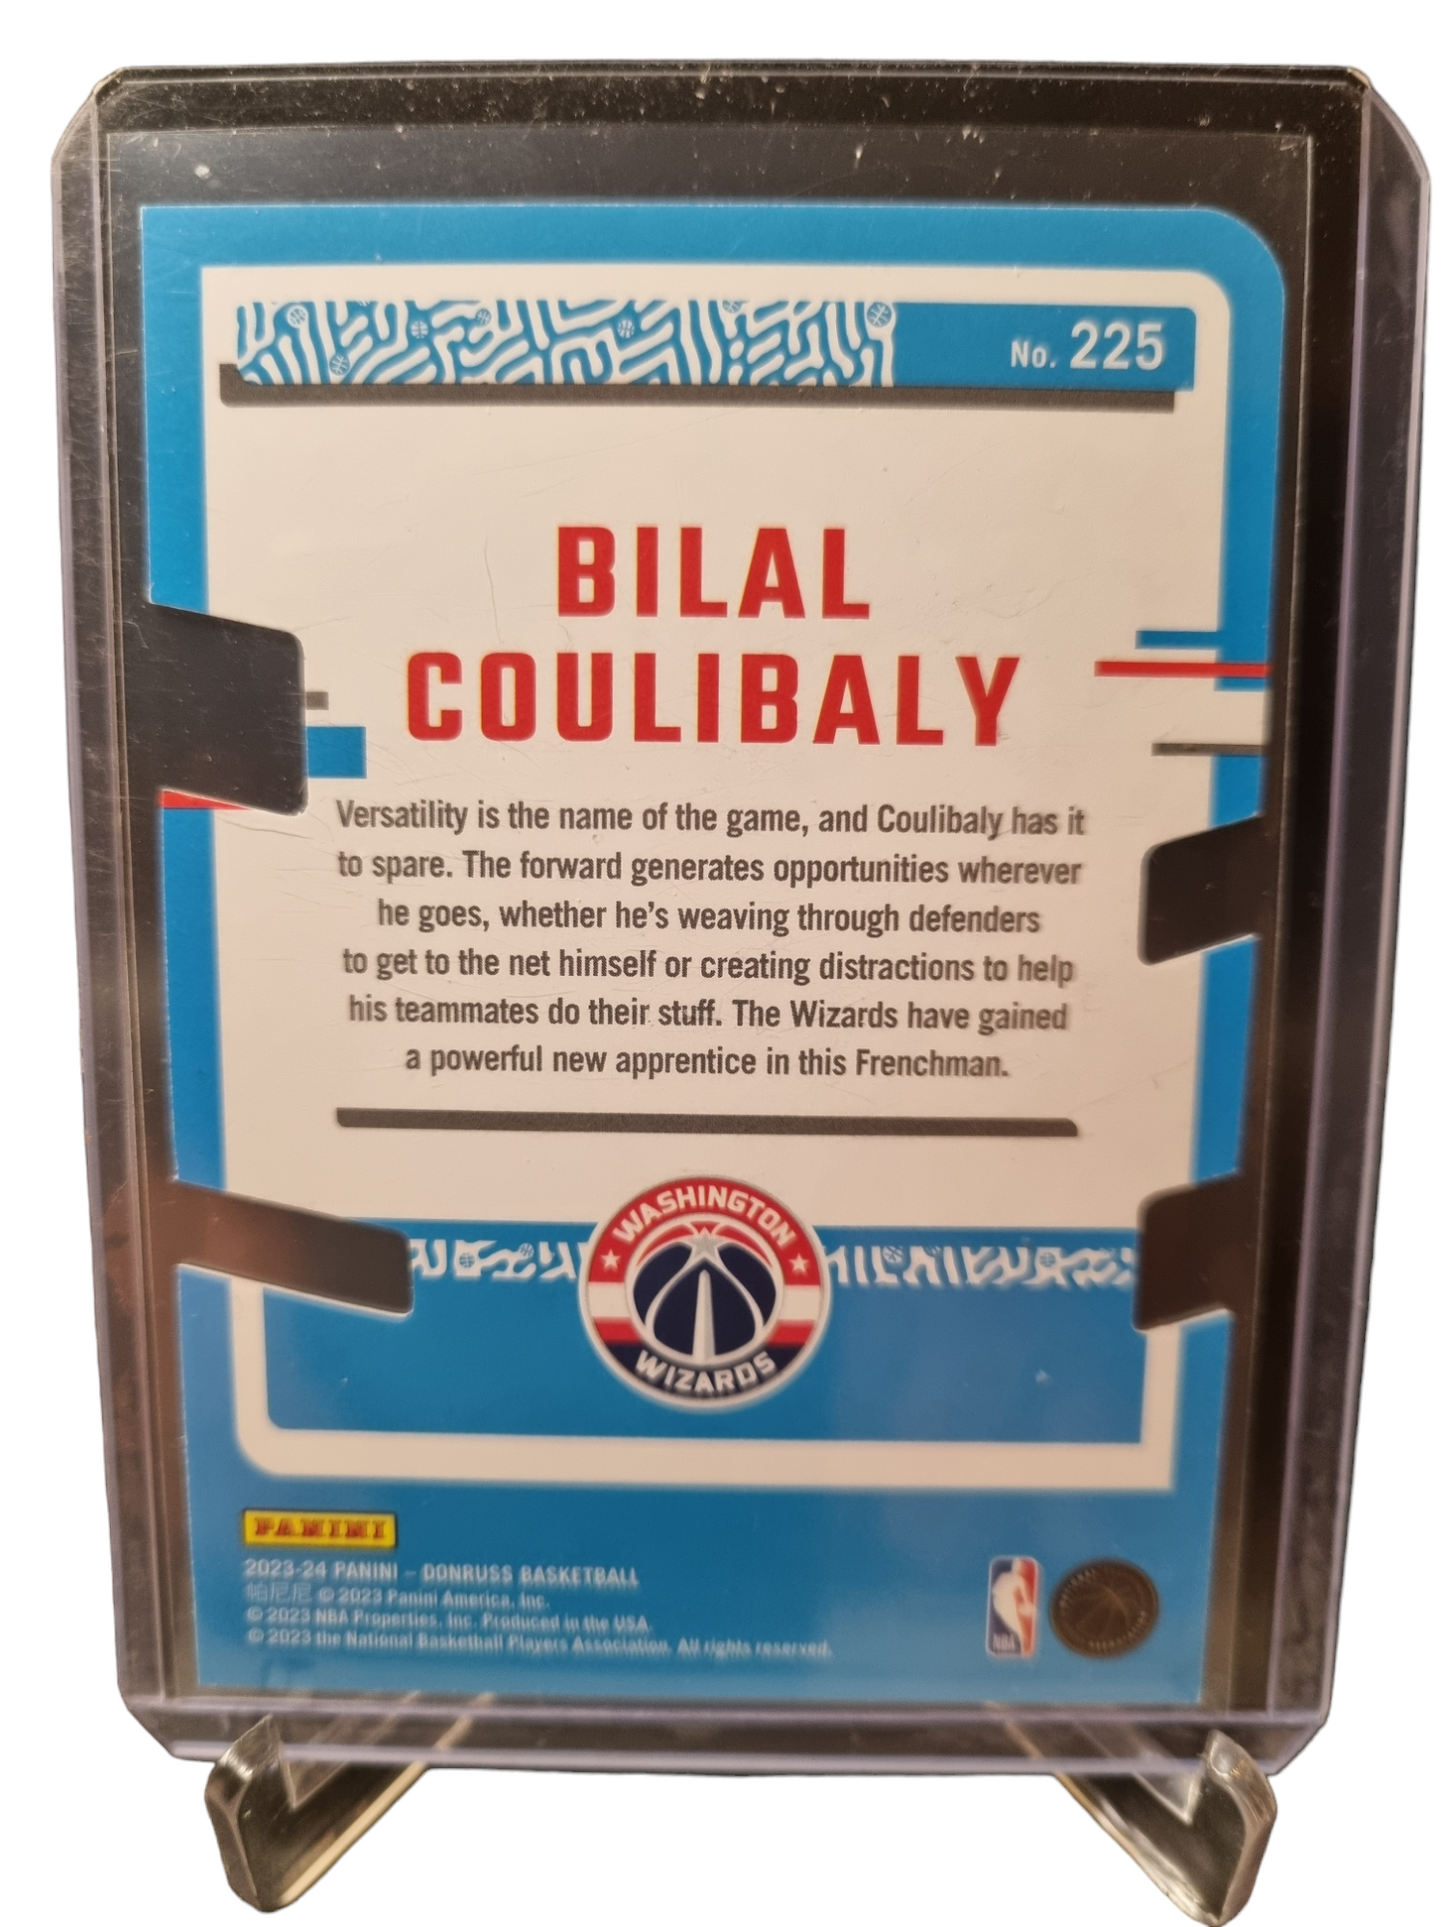 No. 225
BILAL
COULIBALY
Versatility is the name of the game, and Coulibaly has it
to spare. The forward generates opportunities wherever
he goes, whether he's weaving through defenders
to get to the net himself or creating distractions to help
his teammates do their stuff. The Wizards have gained
a powerful new apprentice in this Frenchman.
WASHINGTON
WIZARDS
PANINI
2023-24 PANINI – DONRUSS BASKETBALL
帕尼尼 © 2023 Panini America, Inc.
© 2023 NBA Properties, Inc. Produced in the USA.
© 2023 the National Basketball Players Association. All rights reserved.
NBA